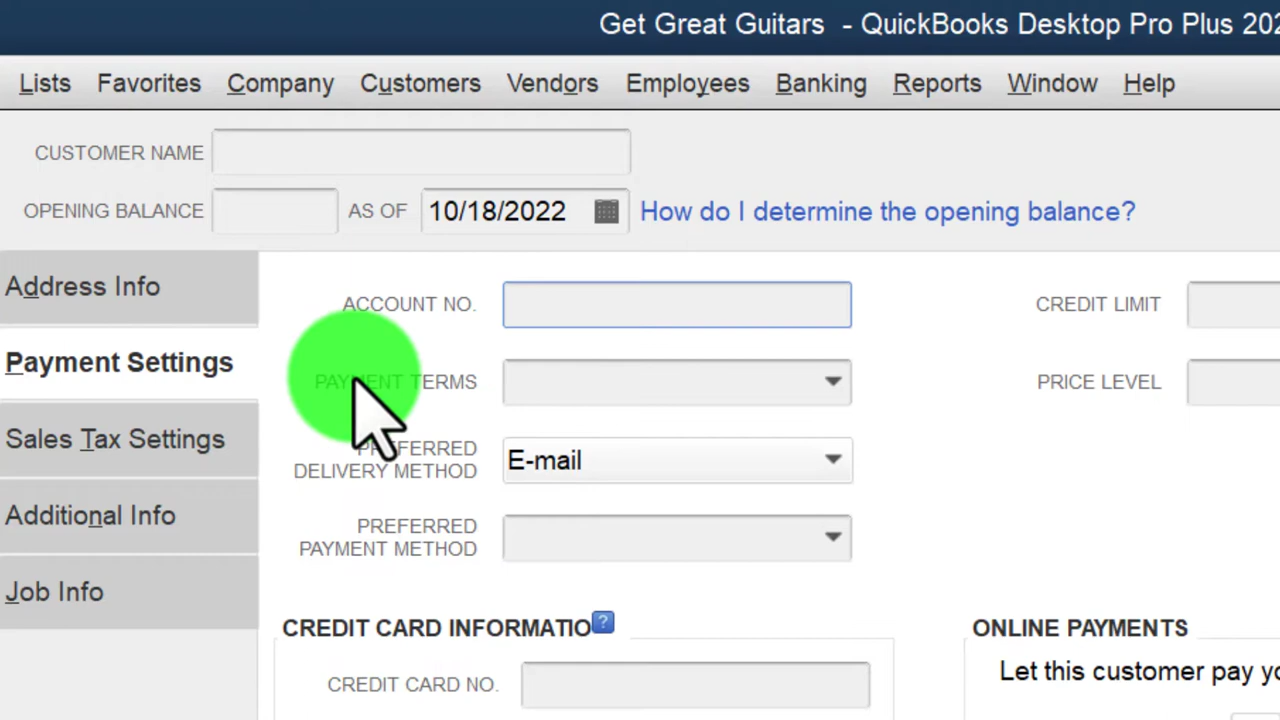 Get Great Guitars - QuickBooks Desktop Pro Plus 202
Lists Favorites Company Customers Vendors Employees Banking Reports Window Help
CUSTOMER NAME
OPENING BALANCE AS OF 10/18/2022 How do I determine the opening balance?
Address Info
Payment Settings
Sales Tax Settings
Additional Info
Job Info
ACCOUNT NO. CREDIT LIMIT
PAYMENT TERMS PRICE LEVEL
PREFERRED
DELIVERY METHOD E-mail
PREFERRED
PAYMENT METHOD
CREDIT CARD INFORMATIO ?
CREDIT CARD NO.
ONLINE PAYMENTS
Let this customer pay yo